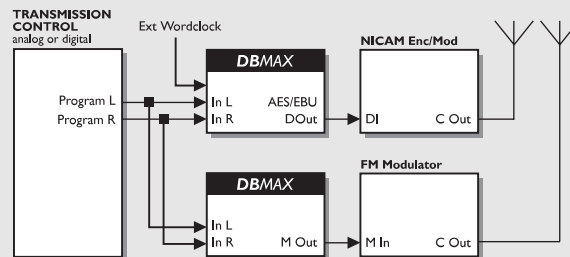 TRANSMISSION
CONTROL
analog or digital
Ext Wordclock
Program L
Program R
DBMAX
In L
AES/EBU
In R
DOut
NICAM Enc/Mod
DI
C Out
DBMAX
In L
In R
M Out
FM Modulator
M In
C Out